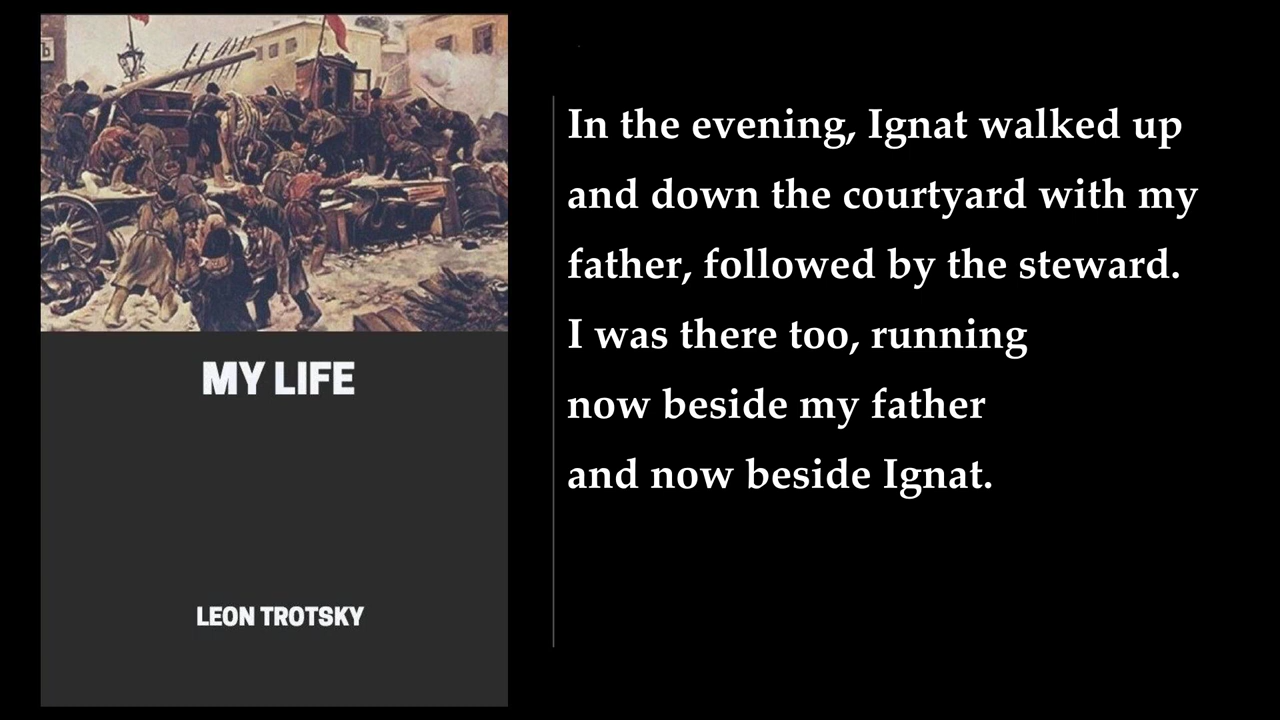 Ъ
MY LIFE
LEON TROTSKY
In the evening, Ignat walked up
and down the courtyard with my
father, followed by the steward.
I was there too, running
now beside my father
and now beside Ignat.